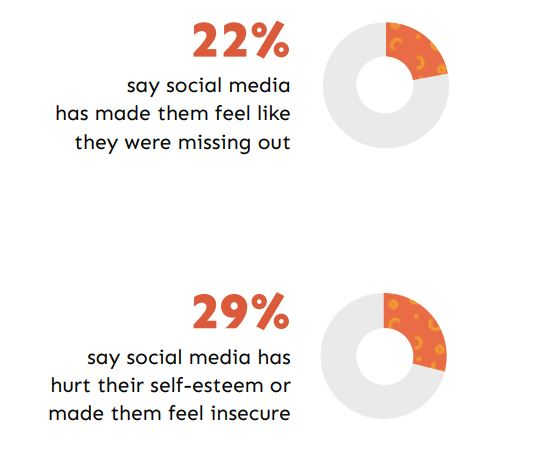 22%
say social media
has made them feel like
they were missing out
29%
say social media has
hurt their self-esteem or
made them feel insecure